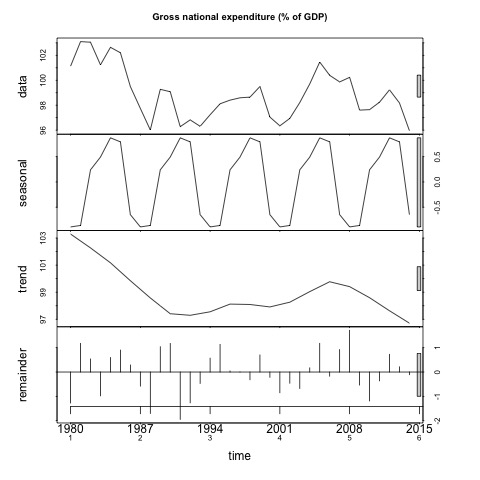 Gross national expenditure (% of GDP)
data
96 98 100 102
seasonal
-0.5 0.0 0.5
trend
97 99 101 103
remainder
-2 -1 0 1
1980 1987 1994 2001 2008 2015
1 2 3 4 5 6
time